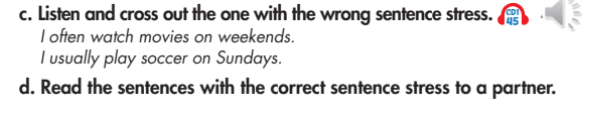 c. Listen and cross out the one with the wrong sentence stress. CD1 45
I often watch movies on weekends.
I usually play soccer on Sundays.
d. Read the sentences with the correct sentence stress to a partner.